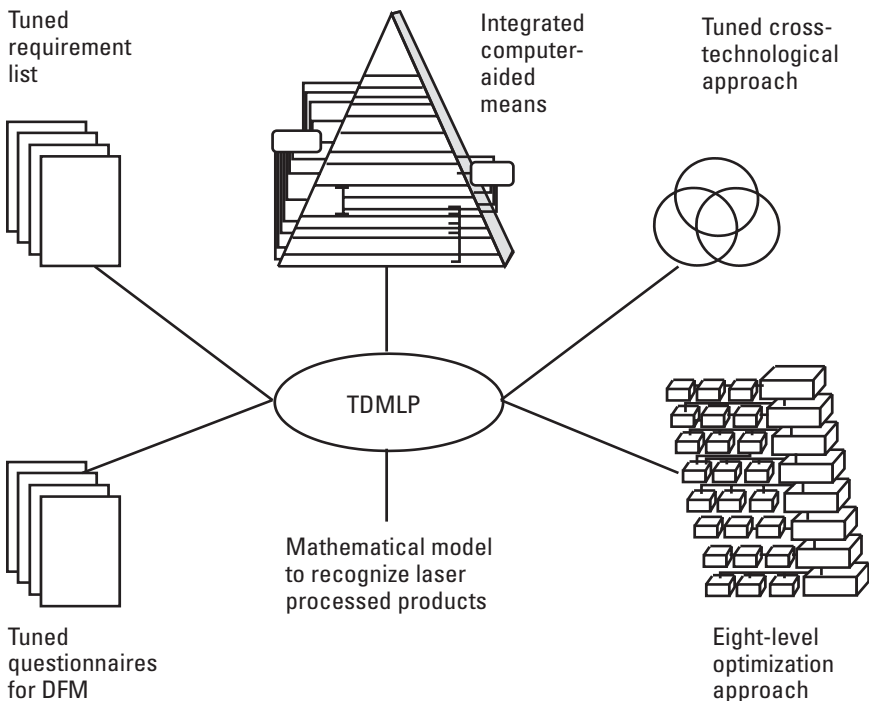 Tuned
requirement
list
Integrated
computer-
aided
means
Tuned cross-
technological
approach
TDMLP
Mathematical model
to recognize laser
processed products
Tuned
questionnaires
for DFM
Eight-level
optimization
approach